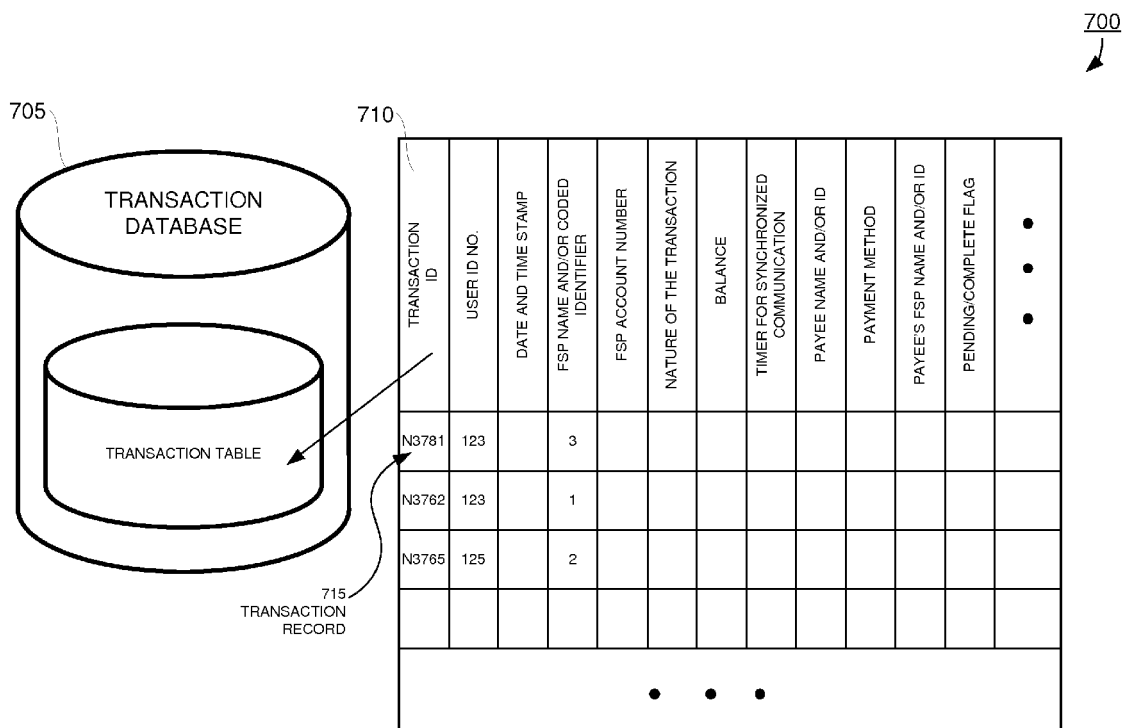 700
705
710
TRANSACTION
DATABASE
TRANSACTION TABLE
TRANSACTION
ID
USER ID NO.
DATE AND TIME STAMP
FSP NAME AND/OR CODED
IDENTIFIER
FSP ACCOUNT NUMBER
NATURE OF THE TRANSACTION
BALANCE
TIMER FOR SYNCHRONIZED
COMMUNICATION
PAYEE NAME AND/OR ID
PAYMENT METHOD
PAYEE'S FSP NAME AND/OR ID
PENDING/COMPLETE FLAG
N3781 123 3
N3762 123 1
N3765 125 2
715
TRANSACTION
RECORD